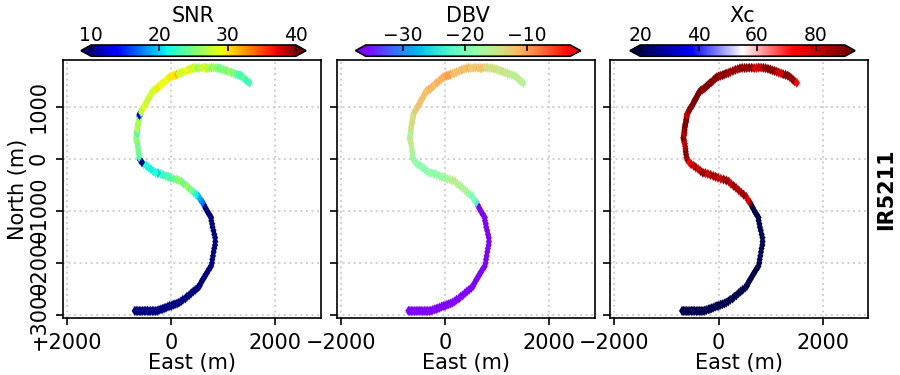 SNR DBV Xc
10 20 30 40 −30 −20 −10 20 40 60 80
1000
0
−1000
−2000
−3000
North (m)
IR5211
−2000 0 2000 −2000 0 2000 −2000 0 2000
East (m) East (m) East (m)